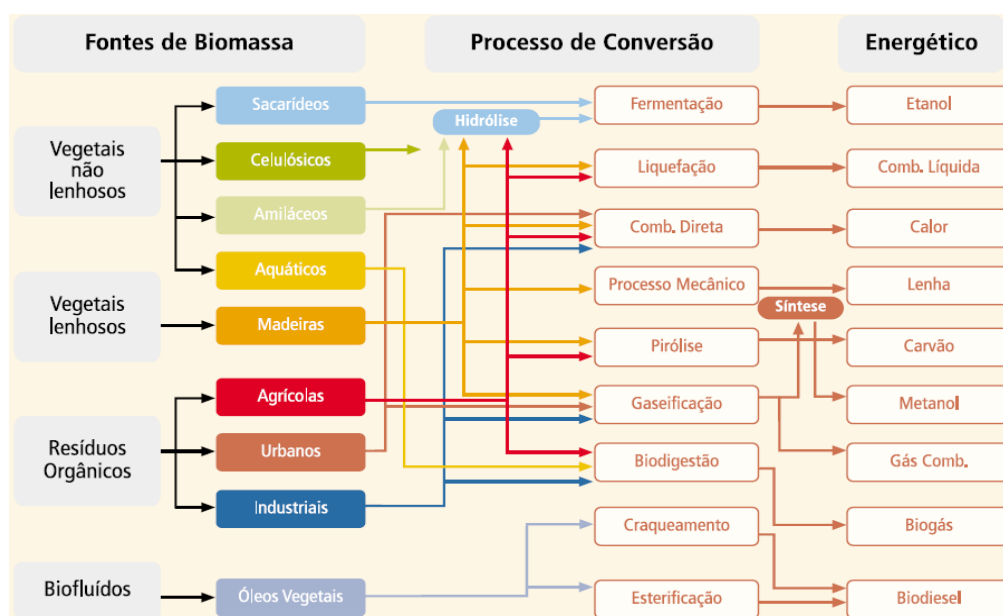 Fontes de Biomassa
Processo de Conversão
Energético
Vegetais
não
lenhosos
Vegetais
lenhosos
Resíduos
Orgânicos
Biofluídos
Sacarídeos
Celulósicos
Amiláceos
Aquáticos
Madeiras
Agrícolas
Urbanos
Industriais
Óleos Vegetais
Hidrólise
Fermentação
Liquefação
Comb. Direta
Processo Mecânico
Pirólise
Gaseificação
Biodigestão
Craqueamento
Esterificação
Síntese
Etanol
Comb. Líquida
Calor
Lenha
Carvão
Metanol
Gás Comb.
Biogás
Biodiesel